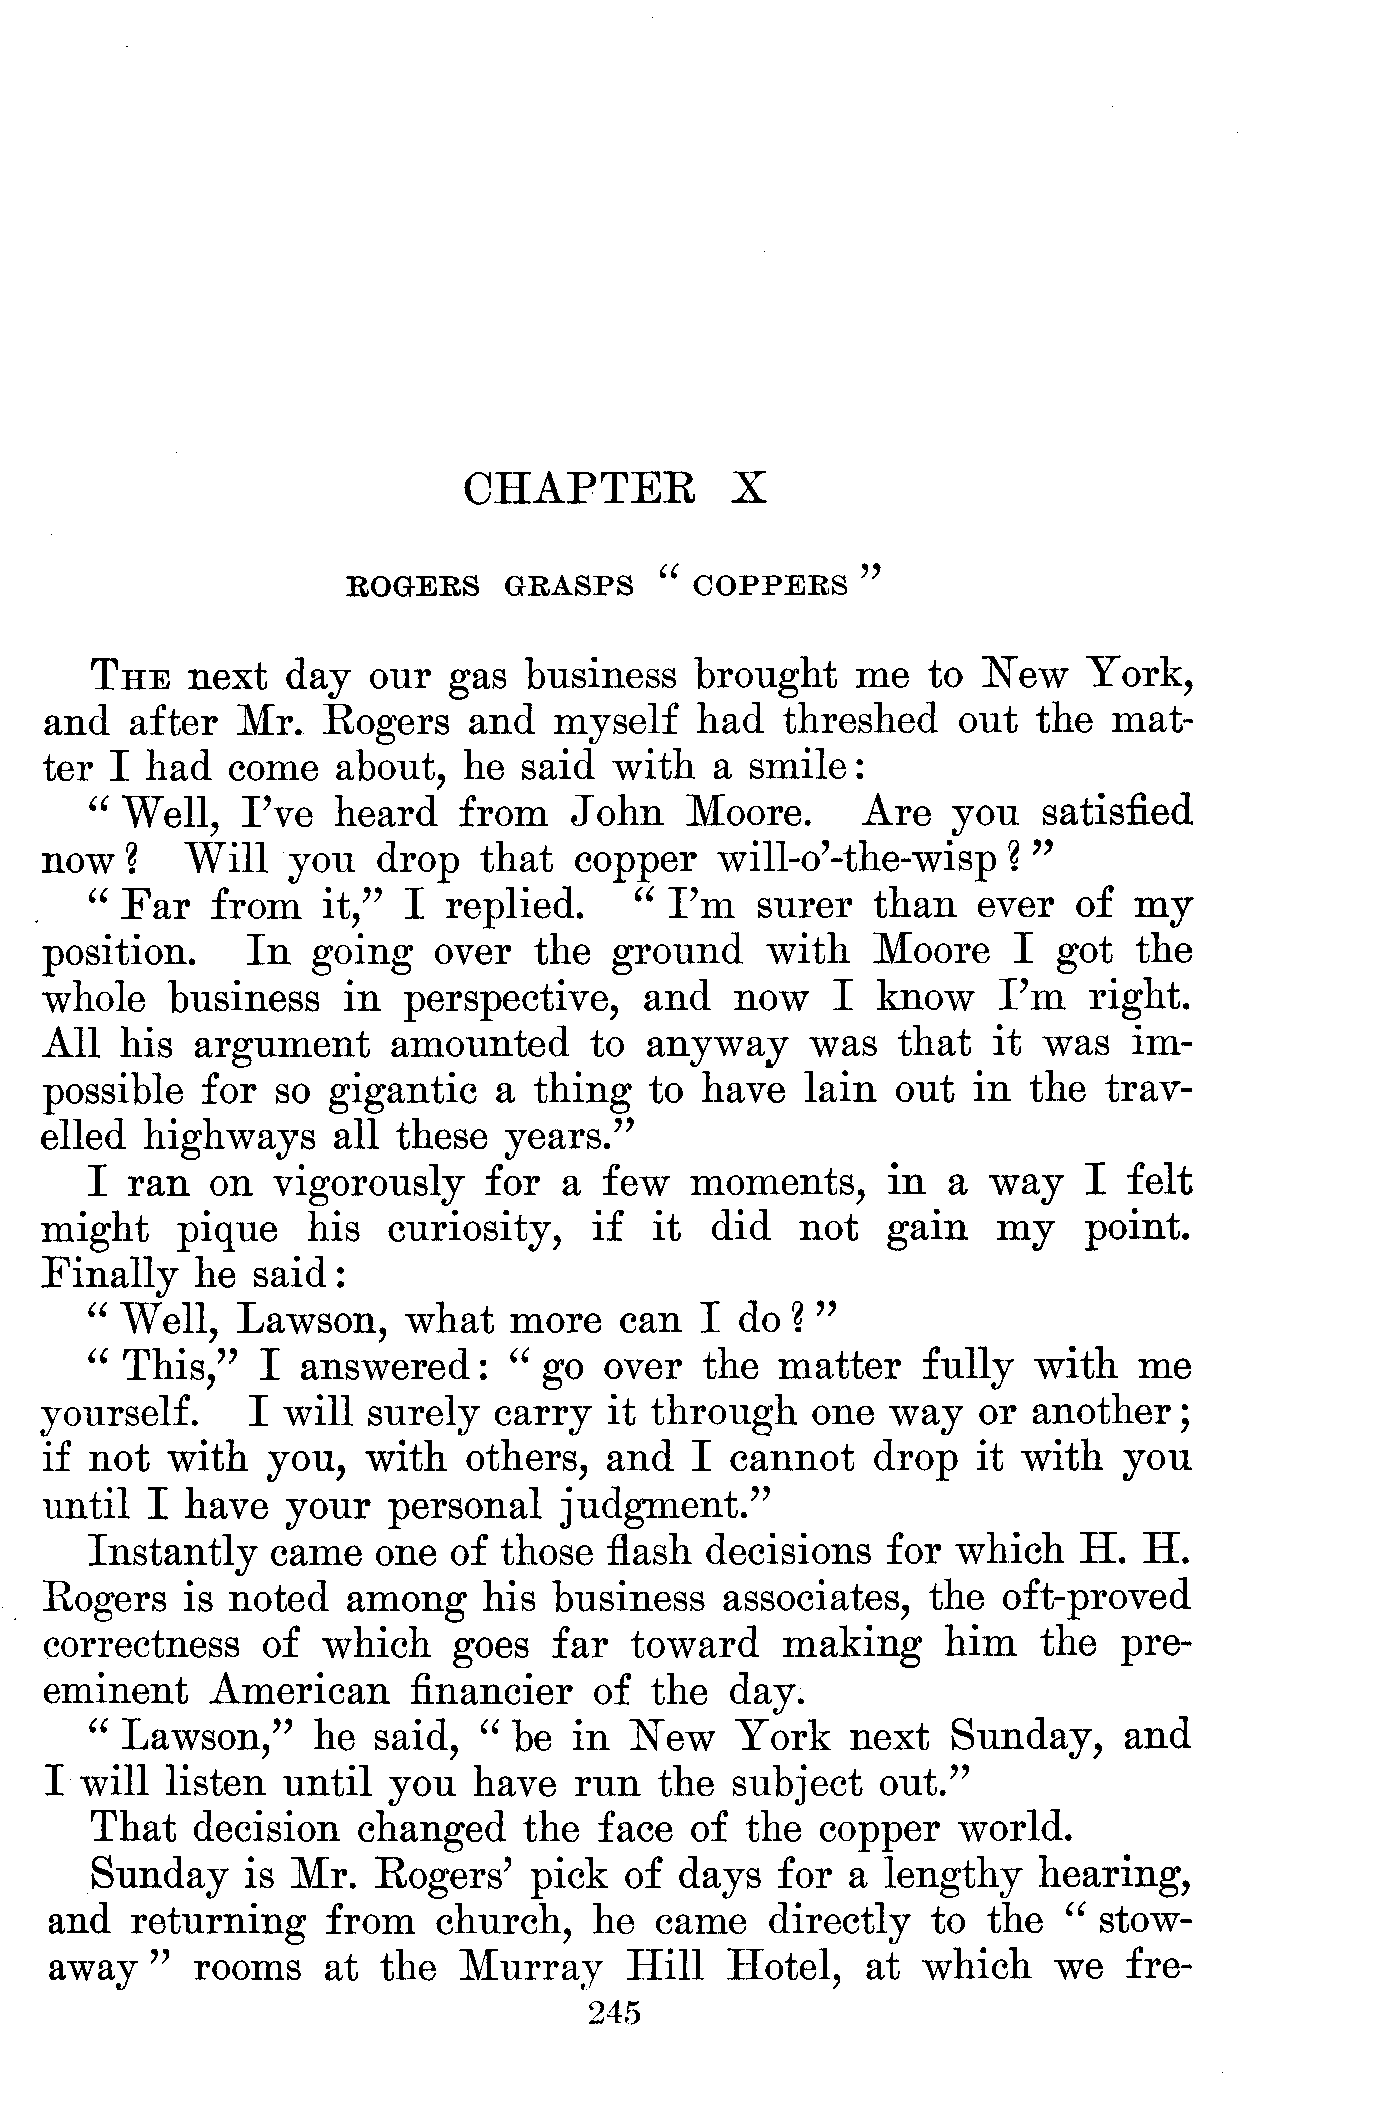 CHAPTER X
ROGERS GRASPS “ COPPERS ”
THE next day our gas business brought me to New York,
and after Mr. Rogers and myself had threshed out the mat-
ter I had come about, he said with a smile:
“ Well, I’ve heard from John Moore. Are you satisfied
now? Will you drop that copper will-o’-the-wisp?”
“ Far from it,” I replied. “ I’m surer than ever of my
position. In going over the ground with Moore I got the
whole business in perspective, and now I know I’m right.
All his argument amounted to anyway was that it was im-
possible for so gigantic a thing to have lain out in the trav-
elled highways all these years.”
I ran on vigorously for a few moments, in a way I felt
might pique his curiosity, if it did not gain my point.
Finally he said:
“ Well, Lawson, what more can I do?”
“ This,” I answered: “ go over the matter fully with me
yourself. I will surely carry it through one way or another;
if not with you, with others, and I cannot drop it with you
until I have your personal judgment.”
Instantly came one of those flash decisions for which H. H.
Rogers is noted among his business associates, the oft-proved
correctness of which goes far toward making him the pre-
eminent American financier of the day.
“ Lawson,” he said, “ be in New York next Sunday, and
I will listen until you have run the subject out.”
That decision changed the face of the copper world.
Sunday is Mr. Rogers’ pick of days for a lengthy hearing,
and returning from church, he came directly to the “ stow-
away ” rooms at the Murray Hill Hotel, at which we fre-
245